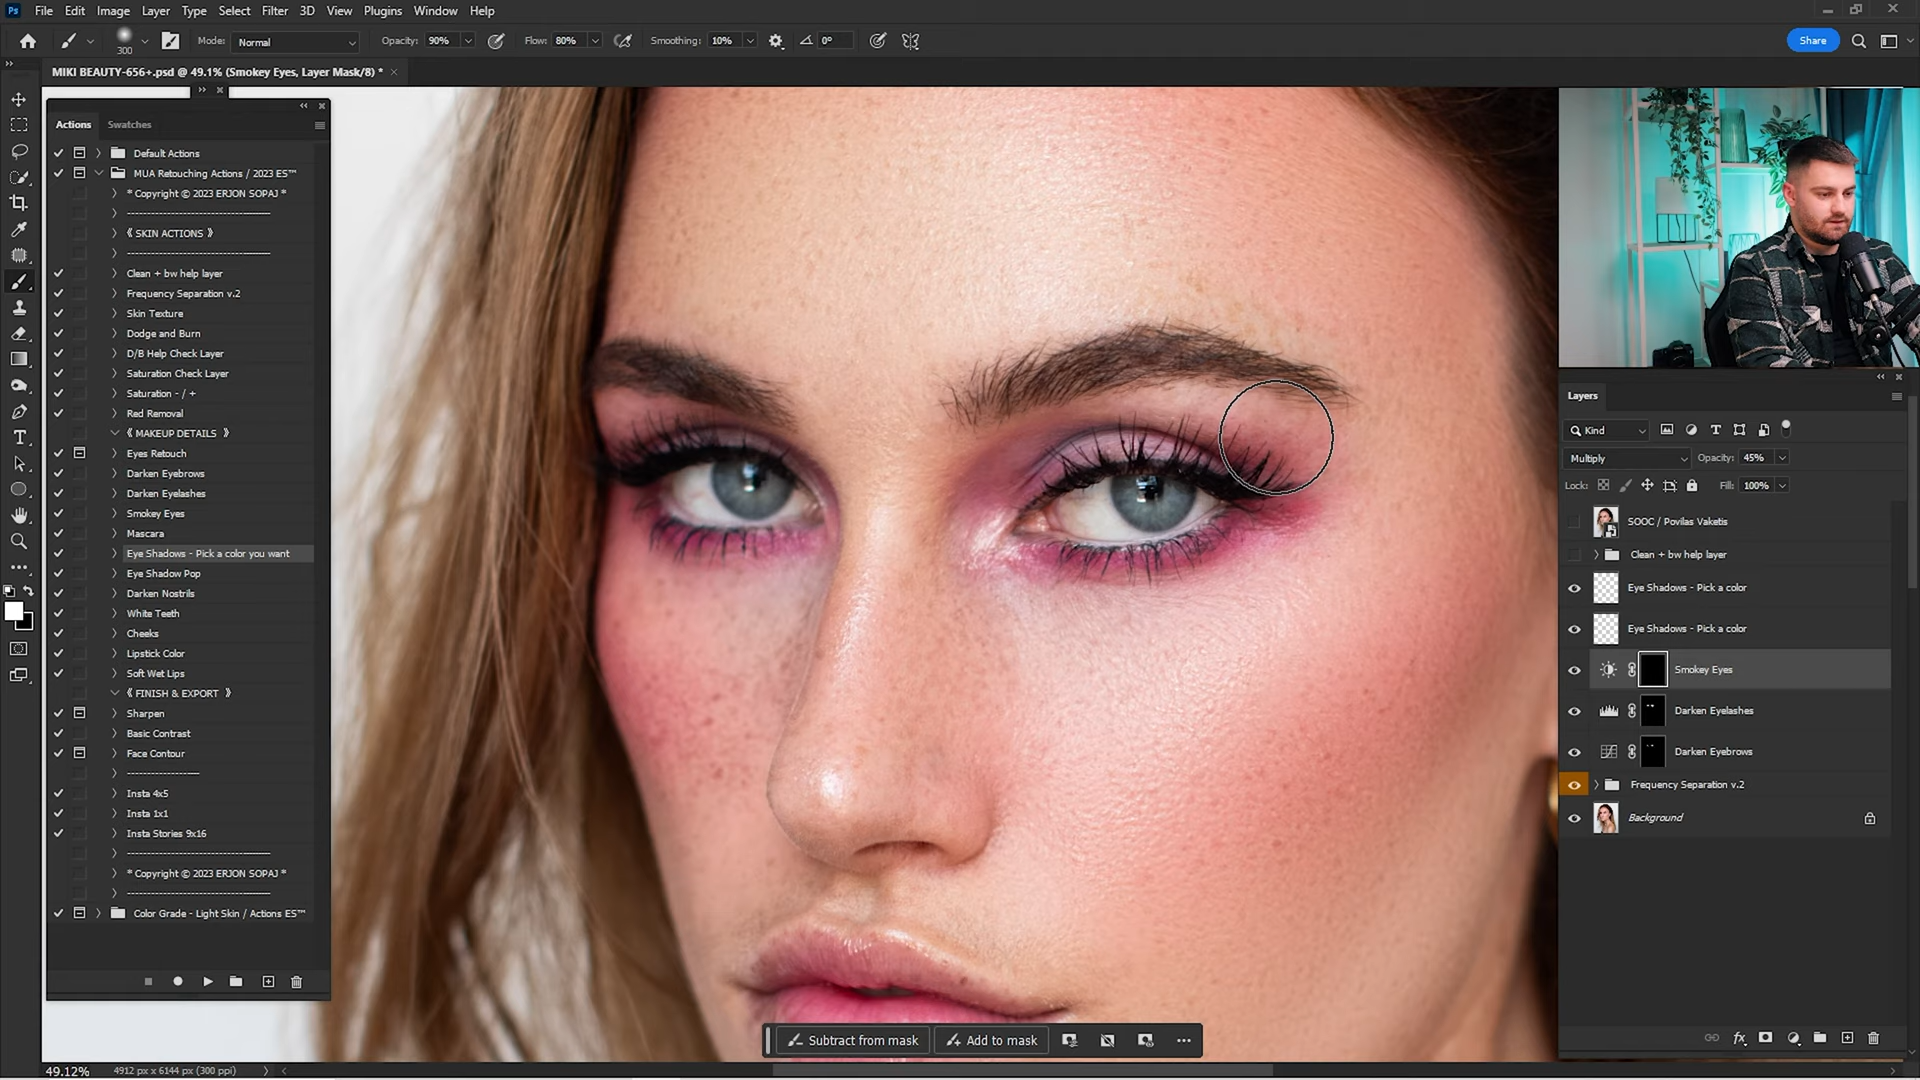 Ps File Edit Image Layer Type Select Filter 3D View Plugins Window Help
300 Mode: Normal Opacity: 90% Flow: 80% Smoothing: 10% 0° Share
MIKI BEAUTY-656+.psd @ 49.1% (Smokey Eyes, Layer Mask/8) *
Actions Swatches
Default Actions
MUA Retouching Actions / 2023 ES™
* Copyright © 2023 ERJON SOPAJ *
------------------------------------
《 SKIN ACTIONS 》
------------------------------------
Clean + bw help layer
Frequency Separation v.2
Skin Texture
Dodge and Burn
D/B Help Check Layer
Saturation Check Layer
Saturation - / +
Red Removal
《 MAKEUP DETAILS 》
Eyes Retouch
Darken Eyebrows
Darken Eyelashes
Smokey Eyes
Mascara
Eye Shadows - Pick a color you want
Eye Shadow Pop
Darken Nostrils
White Teeth
Cheeks
Lipstick Color
Soft Wet Lips
《 FINISH & EXPORT 》
Sharpen
Basic Contrast
Face Contour
------------------
Insta 4x5
Insta 1x1
Insta Stories 9x16
------------------------------------
* Copyright © 2023 ERJON SOPAJ *
------------------------------------
Color Grade - Light Skin / Actions ES™
Layers
Kind
Multiply Opacity: 45%
Lock: Fill: 100%
SOOC / Povilas Vaketis
Clean + bw help layer
Eye Shadows - Pick a color
Eye Shadows - Pick a color
Smokey Eyes
Darken Eyelashes
Darken Eyebrows
Frequency Separation v.2
Background
fx
Subtract from mask Add to mask
49.12% 4912 px x 6144 px (300 ppi)